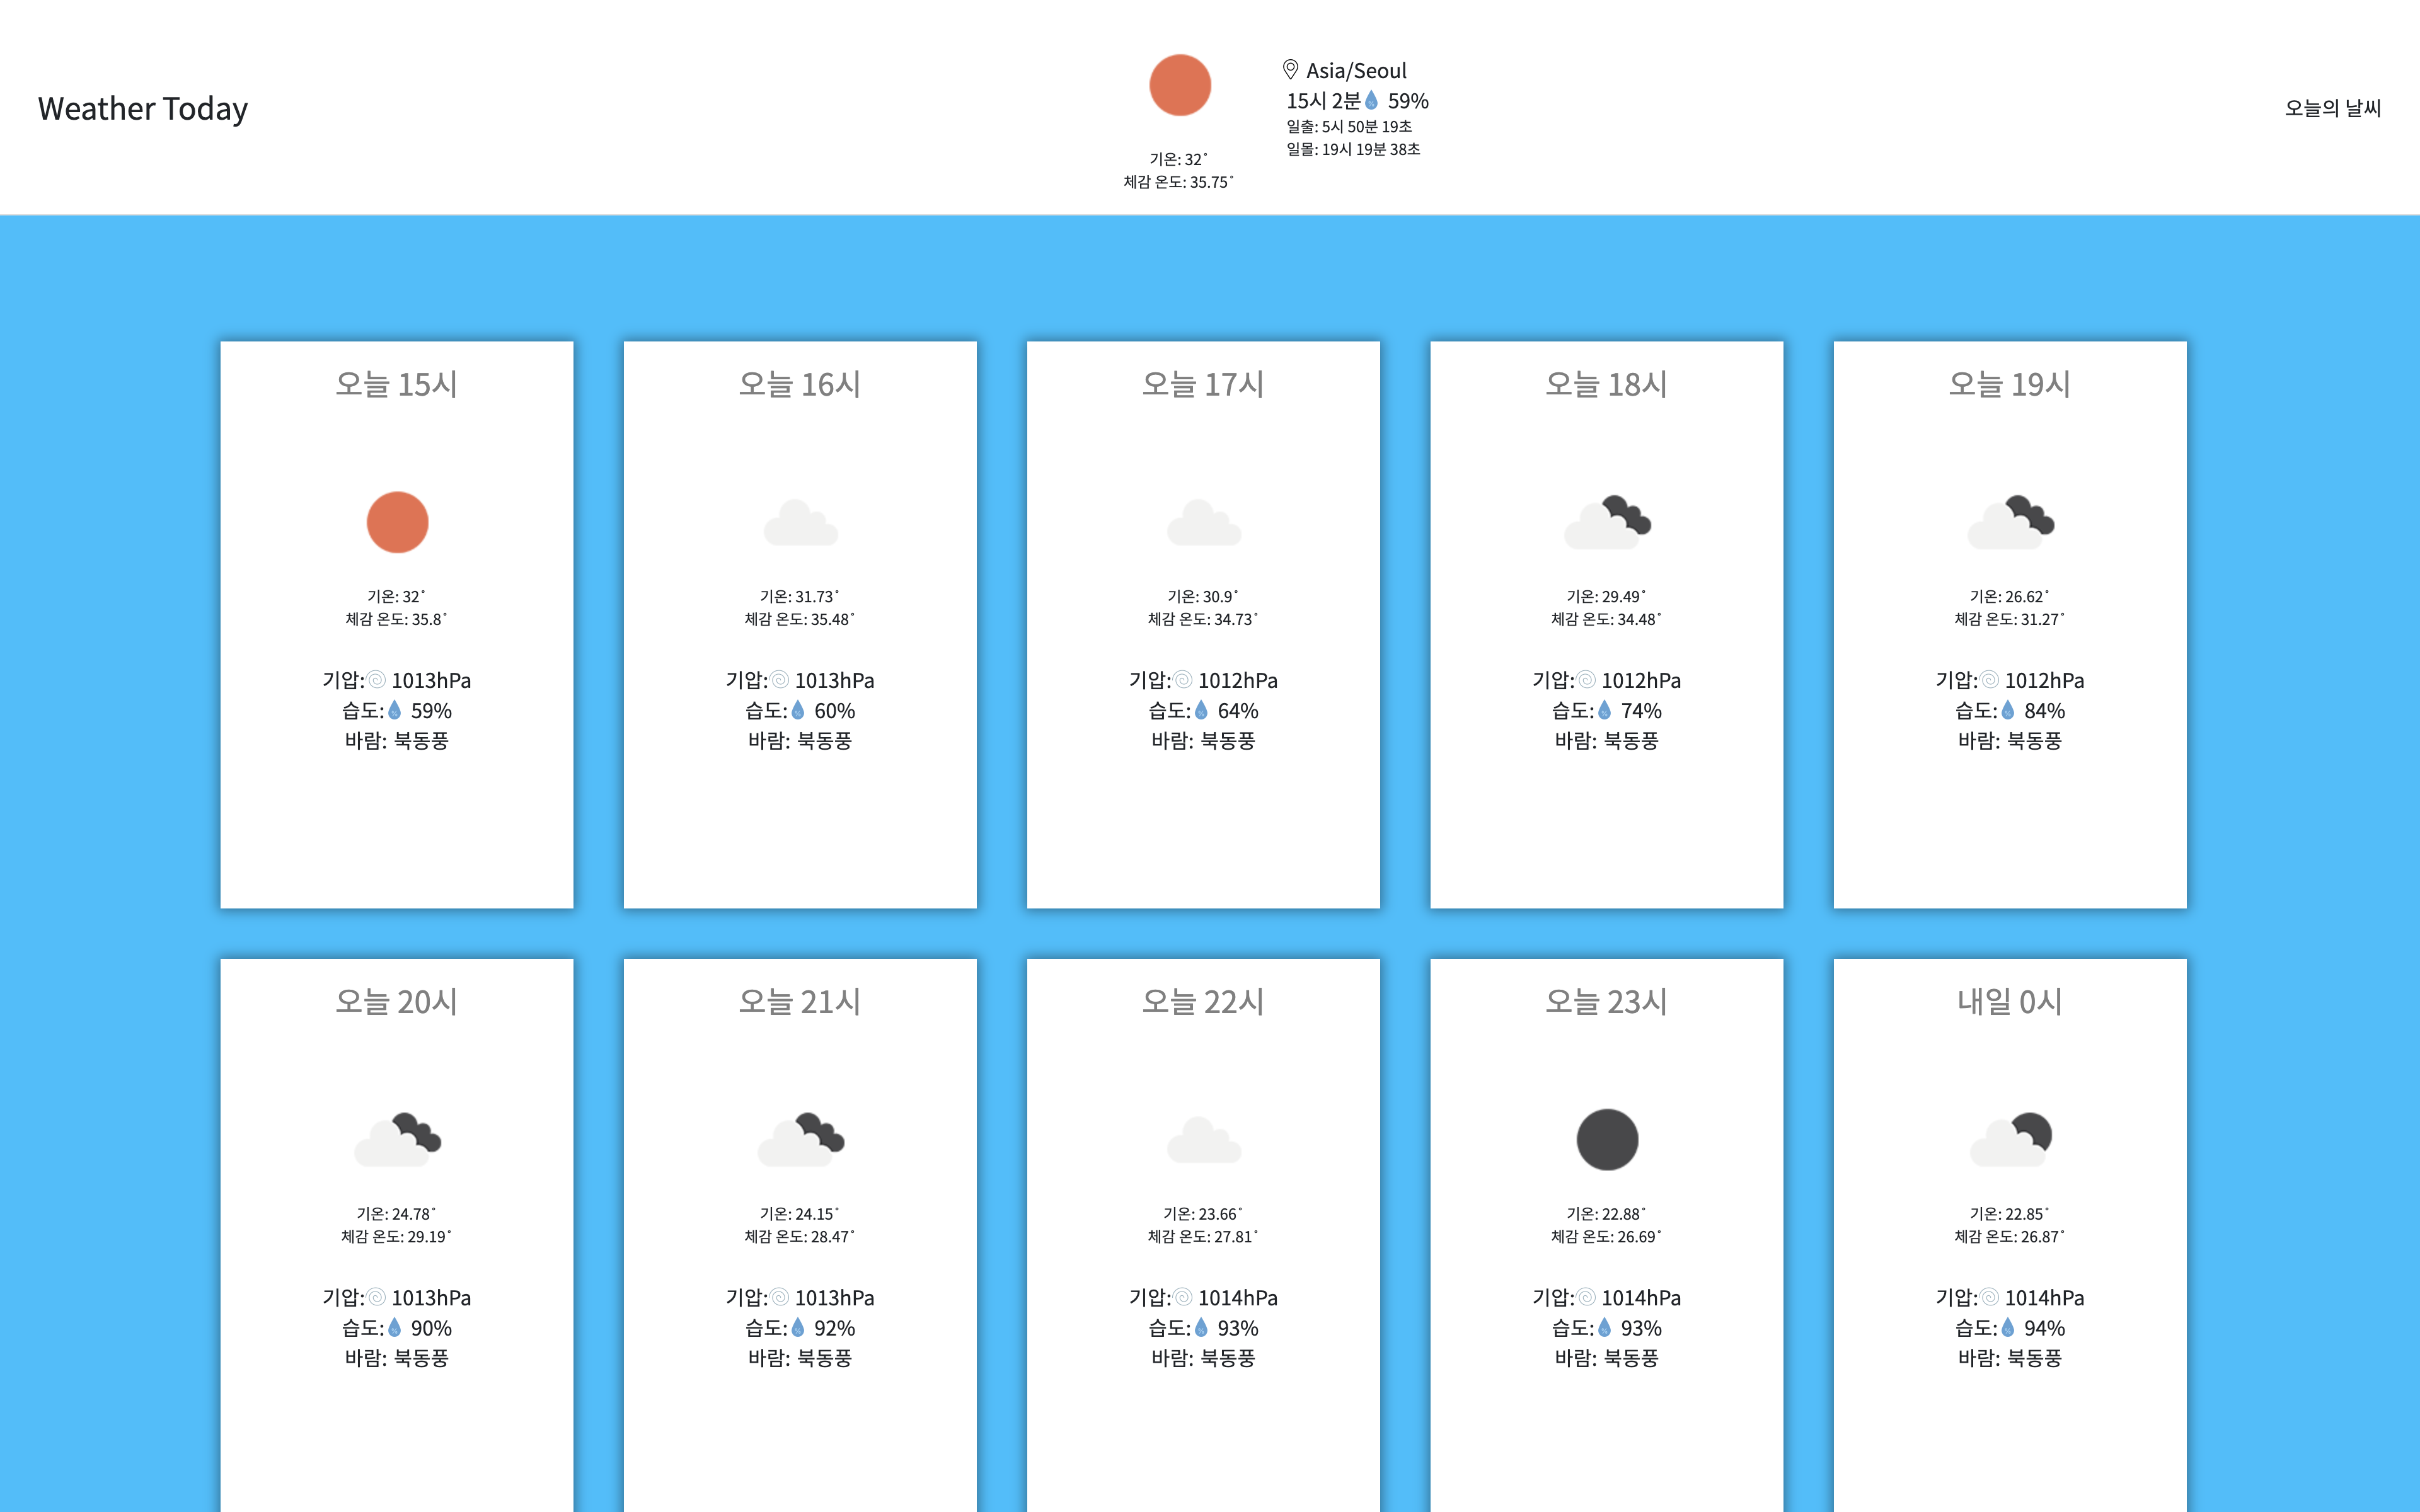 Weather Today
Asia/Seoul
15시 2분 59%
일출: 5시 50분 19초
일몰: 19시 19분 38초
기온: 32˚
체감 온도: 35.75˚
오늘의 날씨
오늘 15시
기온: 32˚
체감 온도: 35.8˚
기압: 1013hPa
습도: 59%
바람: 북동풍
오늘 16시
기온: 31.73˚
체감 온도: 35.48˚
기압: 1013hPa
습도: 60%
바람: 북동풍
오늘 17시
기온: 30.9˚
체감 온도: 34.73˚
기압: 1012hPa
습도: 64%
바람: 북동풍
오늘 18시
기온: 29.49˚
체감 온도: 34.48˚
기압: 1012hPa
습도: 74%
바람: 북동풍
오늘 19시
기온: 26.62˚
체감 온도: 31.27˚
기압: 1012hPa
습도: 84%
바람: 북동풍
오늘 20시
기온: 24.78˚
체감 온도: 29.19˚
기압: 1013hPa
습도: 90%
바람: 북동풍
오늘 21시
기온: 24.15˚
체감 온도: 28.47˚
기압: 1013hPa
습도: 92%
바람: 북동풍
오늘 22시
기온: 23.66˚
체감 온도: 27.81˚
기압: 1014hPa
습도: 93%
바람: 북동풍
오늘 23시
기온: 22.88˚
체감 온도: 26.69˚
기압: 1014hPa
습도: 93%
바람: 북동풍
내일 0시
기온: 22.85˚
체감 온도: 26.87˚
기압: 1014hPa
습도: 94%
바람: 북동풍